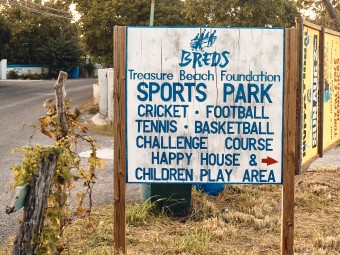 BREDS
Treasure Beach Foundation
SPORTS PARK
CRICKET · FOOTBALL
TENNIS · BASKETBALL
CHALLENGE COURSE
HAPPY HOUSE &
CHILDREN PLAY AREA